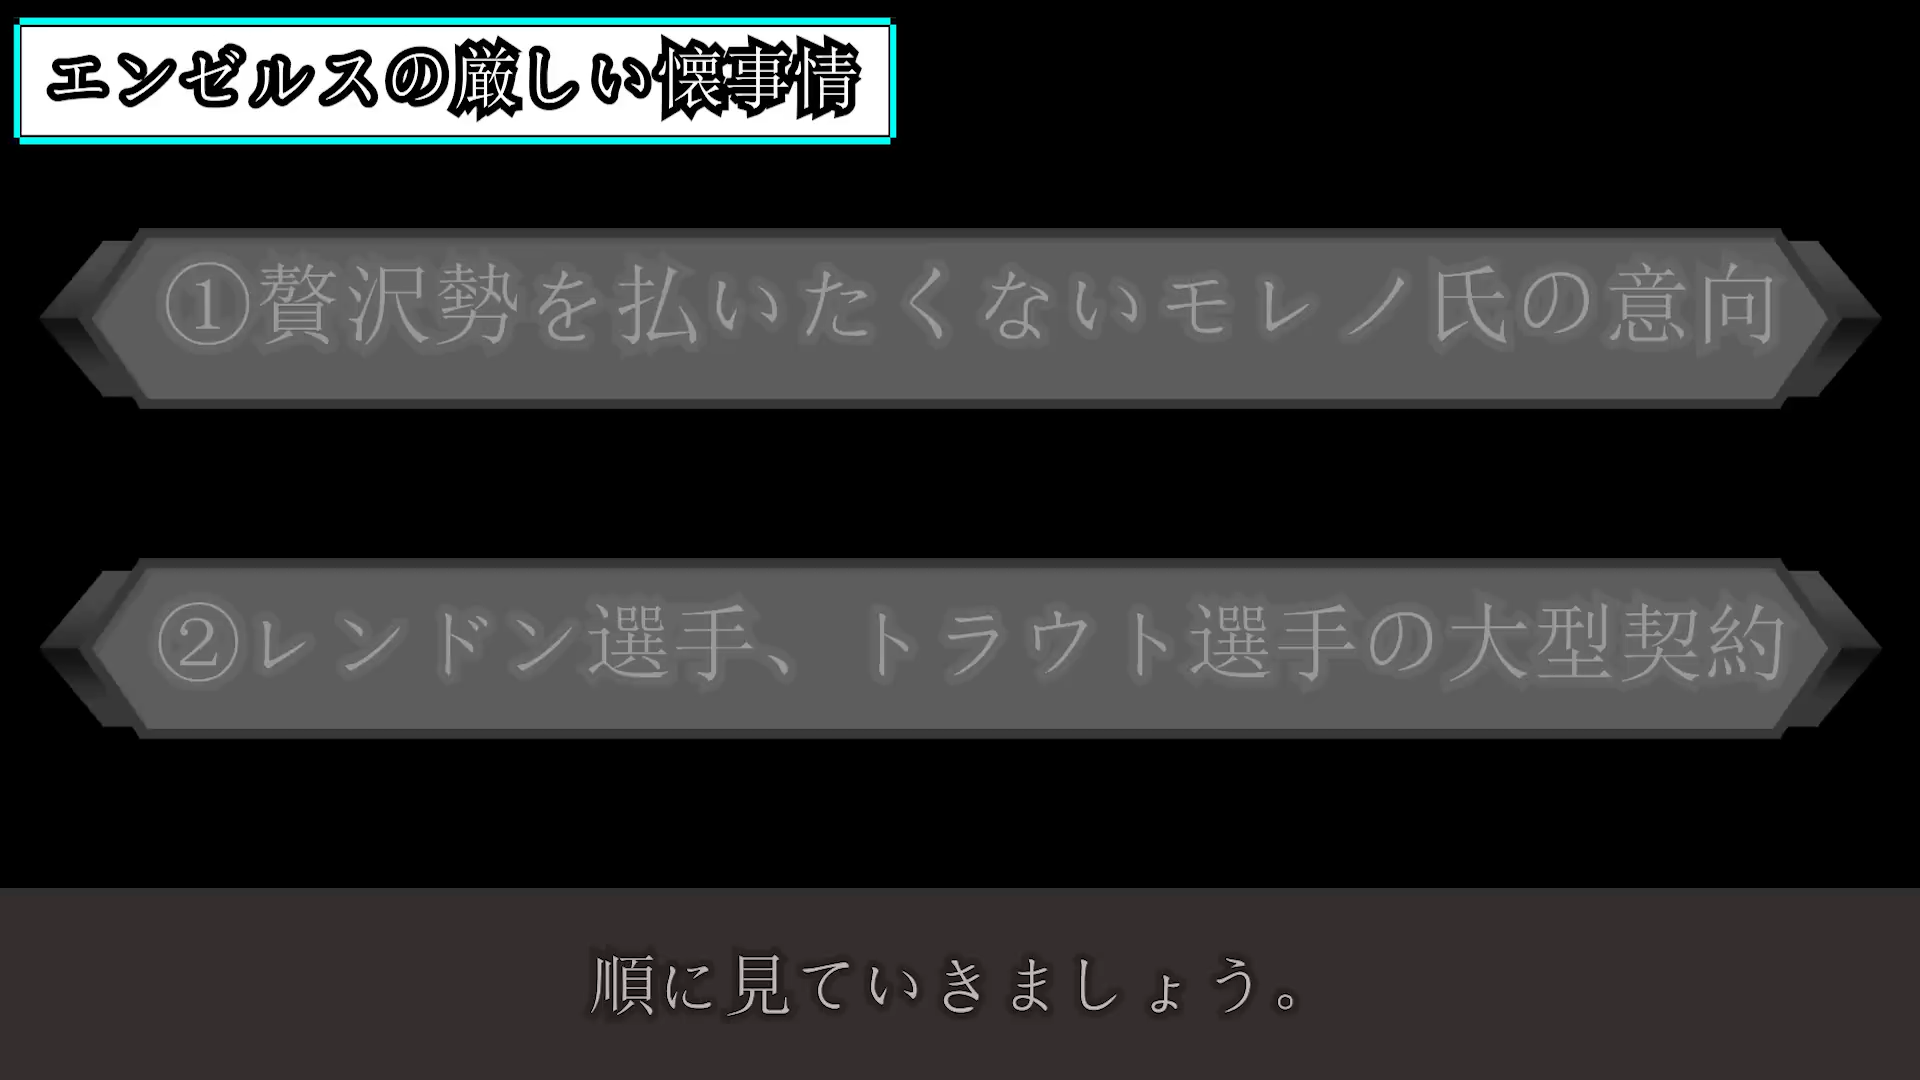 エンゼルスの厳しい懐事情
①贅沢勢を払いたくないモレノ氏の意向
②レンドン選手、トラウト選手の大型契約
順に見ていきましょう。